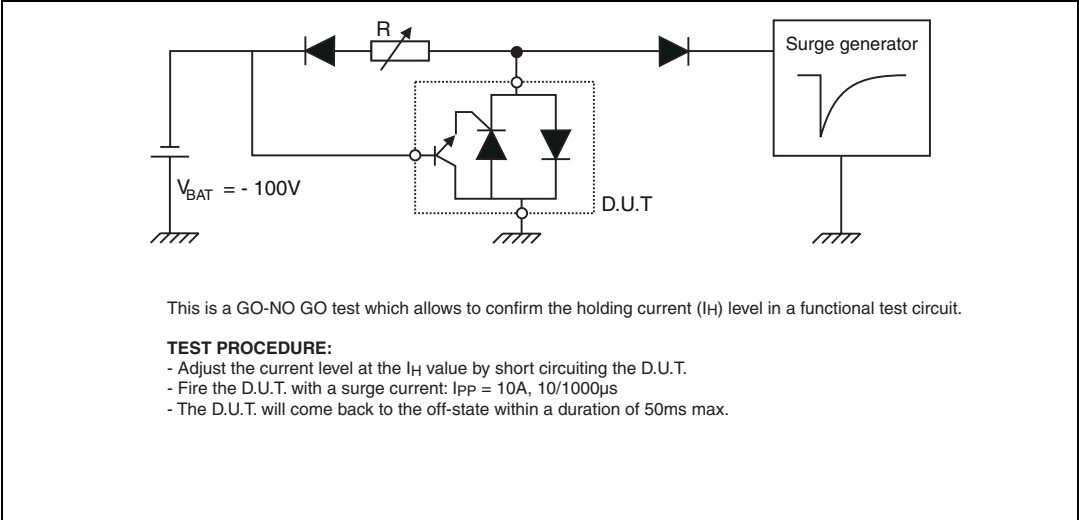 R
Surge generator
VBAT = - 100V
D.U.T
This is a GO-NO GO test which allows to confirm the holding current (IH) level in a functional test circuit.
TEST PROCEDURE:
- Adjust the current level at the IH value by short circuiting the D.U.T.
- Fire the D.U.T. with a surge current: IPP = 10A, 10/1000µs
- The D.U.T. will come back to the off-state within a duration of 50ms max.